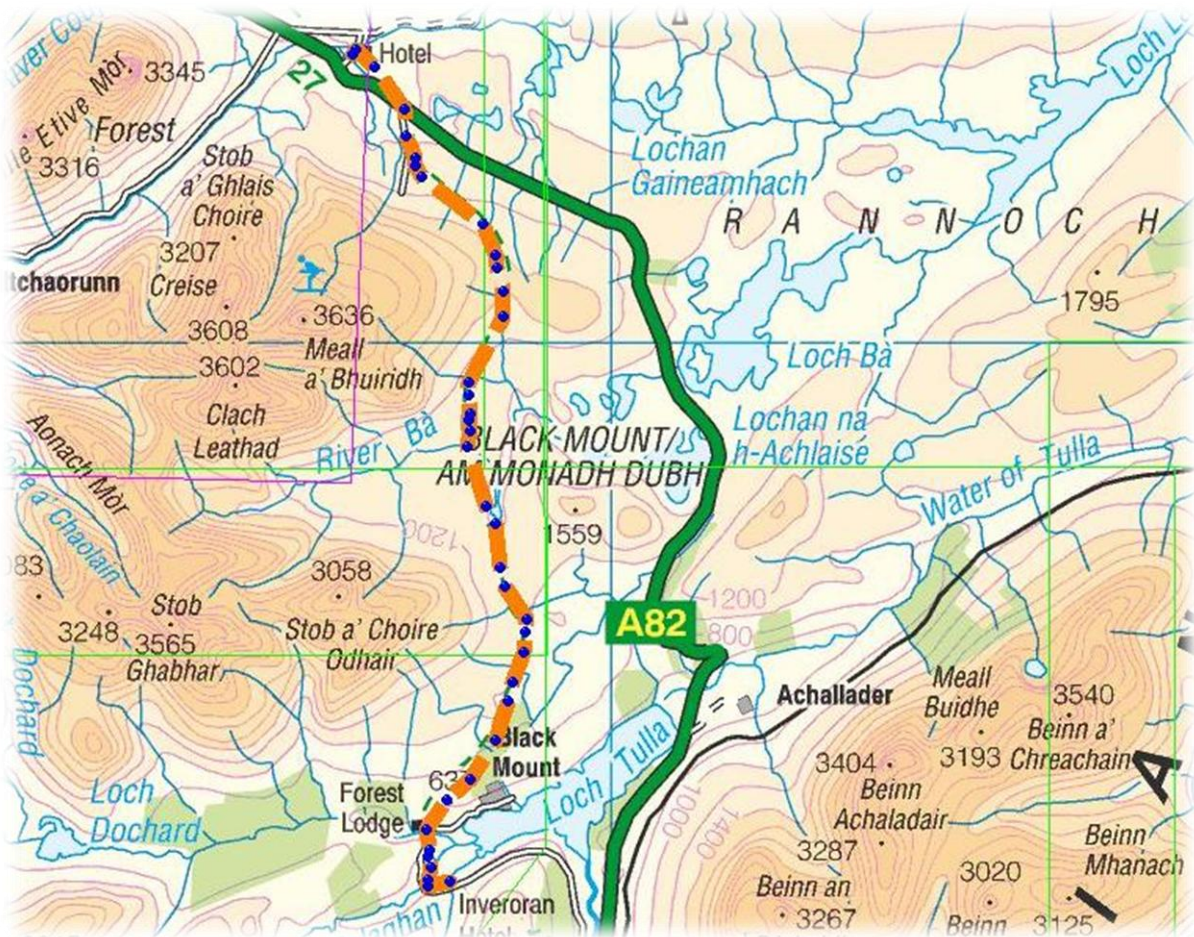 Hotel
27
3345
Etive Mòr
3316
Forest
Stob
a' Ghlais
Choire
3207
Creise
3608
3636
Meall
a' Bhuiridh
3602
Clach
Leathad
Aonach Mòr
River Bà
Lochan
Gaineamhach
RANNOCH
1795
Loch Bà
Lochan na
h-Achlaise
BLACK MOUNT/
AM MONADH DUBH
Water of Tulla
1559
1200
3058
Stob a' Choire
Odhair
Stob
3565
Ghabhar
3248
Dochard
A82
1200
800
Achallader
Meall
Buidhe
3193
3540
Beinn a'
Chreachain
3404
Beinn
Achaladair
3287
Beinn an
3267
3020
Beinn
3125
Beinn
Mhanach
1000
1400
Black
Mount
Loch Tulla
Forest
Lodge
Loch
Dochard
Inveroran
Hotel